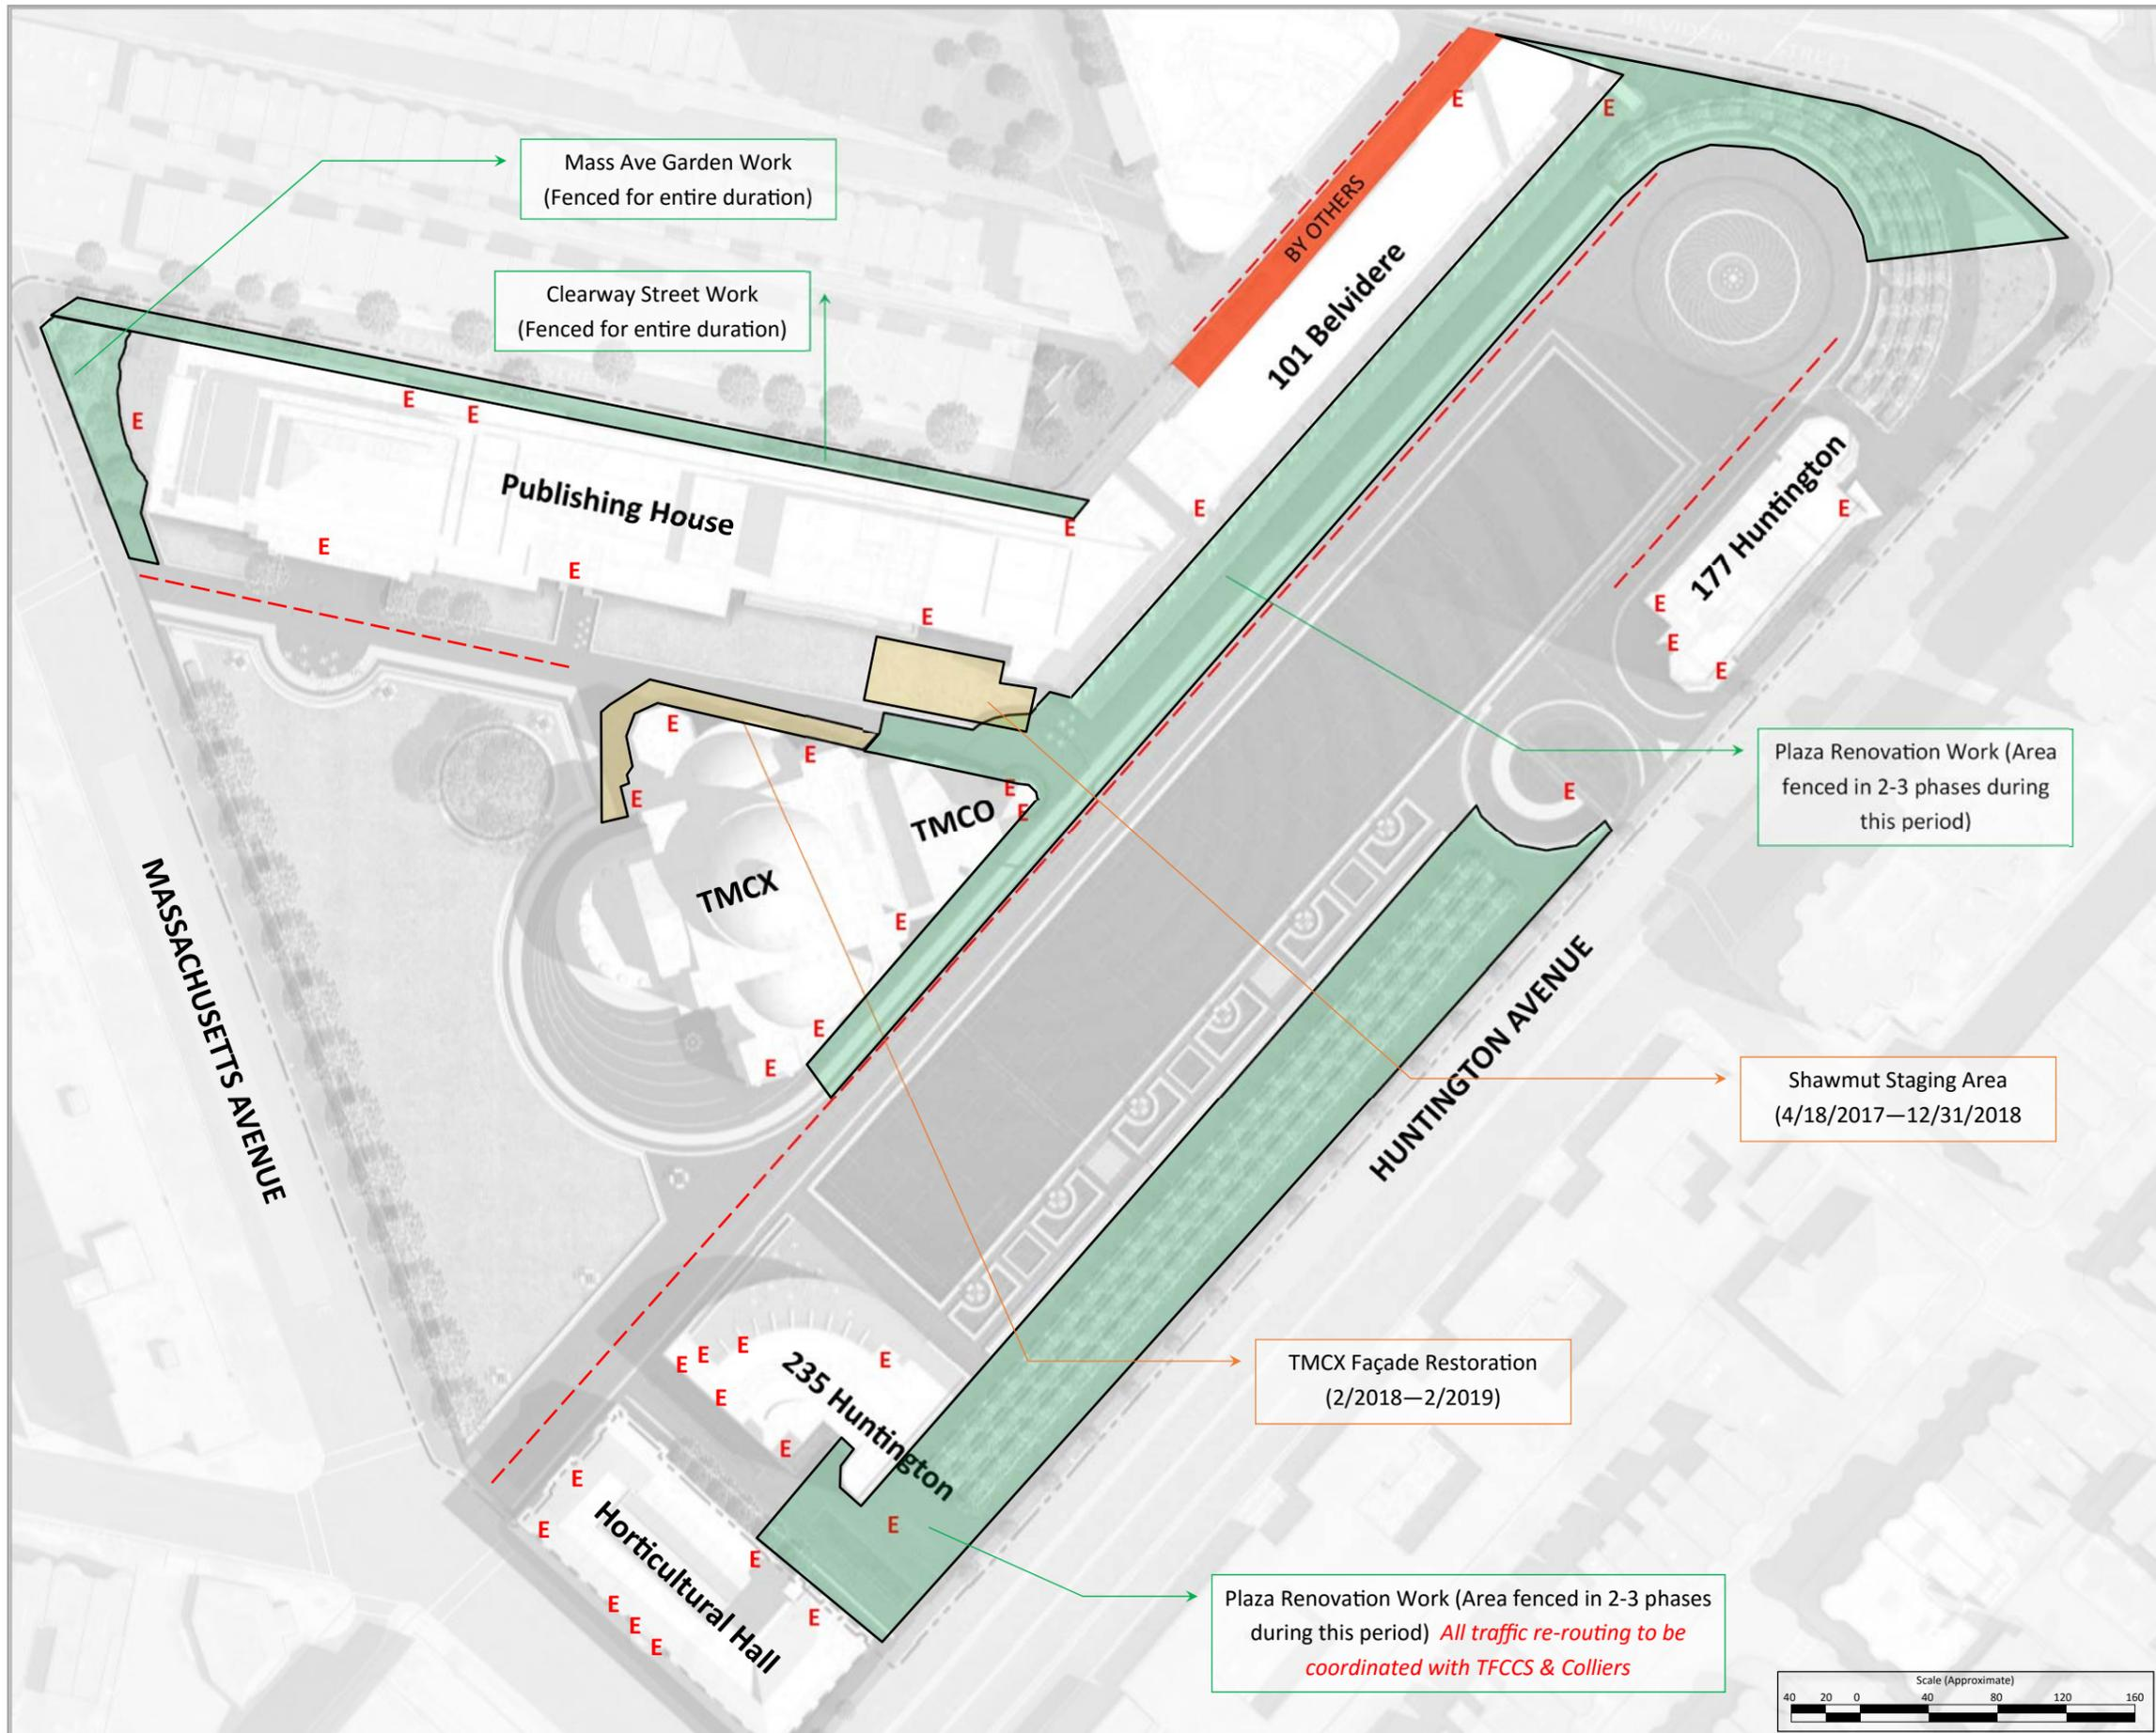 BELVIDERE
STREET
E
E
BY OTHERS
101 Belvidere
Mass Ave Garden Work
(Fenced for entire duration)
Clearway Street Work
(Fenced for entire duration)
E
E
E
Publishing House
E
E
E
E
E
177 Huntington
E
E
E
E
Plaza Renovation Work (Area
fenced in 2-3 phases during
this period)
E
E
E
E
E
E
TMCO
TMCX
E
E
E
MASSACHUSETTS AVENUE
HUNTINGTON AVENUE
Shawmut Staging Area
(4/18/2017—12/31/2018
TMCX Façade Restoration
(2/2018—2/2019)
E
E
E
E
E
E
235 Huntington
E
E
E
E
E
E
E
E
Horticultural Hall
Plaza Renovation Work (Area fenced in 2-3 phases
during this period) All traffic re-routing to be
coordinated with TFCCS & Colliers
Scale (Approximate)
40 20 0 40 80 120 160